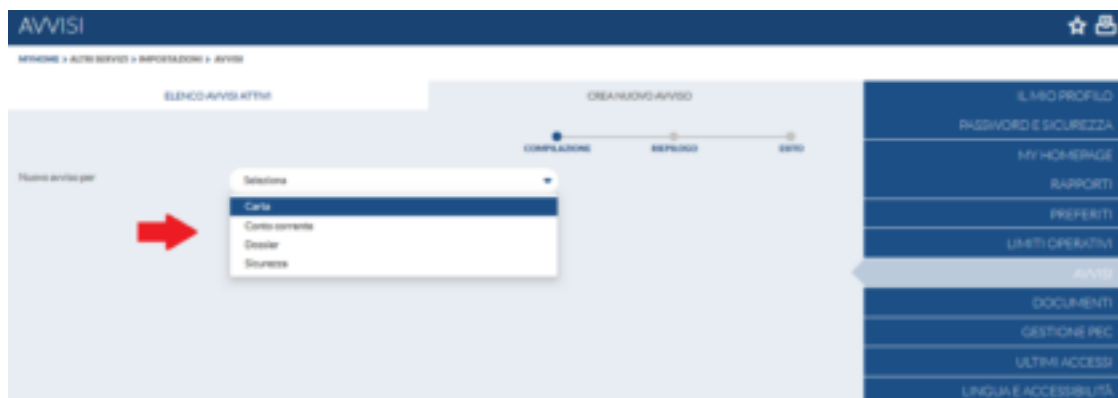 AVVISI
MYHOME > ALTRI SERVIZI > IMPOSTAZIONI > AVVISI
ELENCO AVVISI ATTIVI
CREA NUOVO AVVISO
COMPILAZIONE
RIEPILOGO
ESITO
Nuovo avviso per
Seleziona
Carta
Conto corrente
Dossier
Sicurezza
IL MIO PROFILO
PASSWORD E SICUREZZA
MY HOMEPAGE
RAPPORTI
PREFERITI
LIMITI OPERATIVI
AVVISI
DOCUMENTI
GESTIONE PEC
ULTIMI ACCESSI
LINGUA E ACCESSIBILITÀ